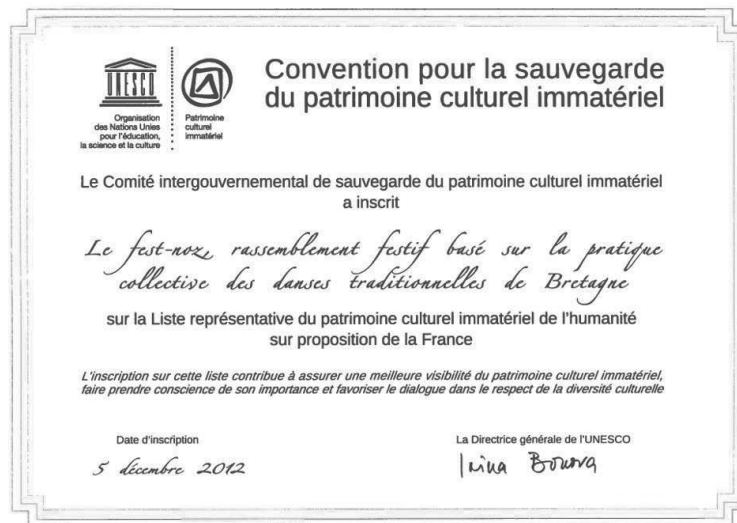 UNESCO
Organisation
des Nations Unies
pour l'éducation,
la science et la culture
Patrimoine
culturel
immatériel
Convention pour la sauvegarde
du patrimoine culturel immatériel
Le Comité intergouvernemental de sauvegarde du patrimoine culturel immatériel
a inscrit
Le fest-noz, rassemblement festif basé sur la pratique
collective des danses traditionnelles de Bretagne
sur la Liste représentative du patrimoine culturel immatériel de l'humanité
sur proposition de la France
L'inscription sur cette liste contribue à assurer une meilleure visibilité du patrimoine culturel immatériel,
faire prendre conscience de son importance et favoriser le dialogue dans le respect de la diversité culturelle
Date d'inscription
5 décembre 2012
La Directrice générale de l'UNESCO
Irina Bokova